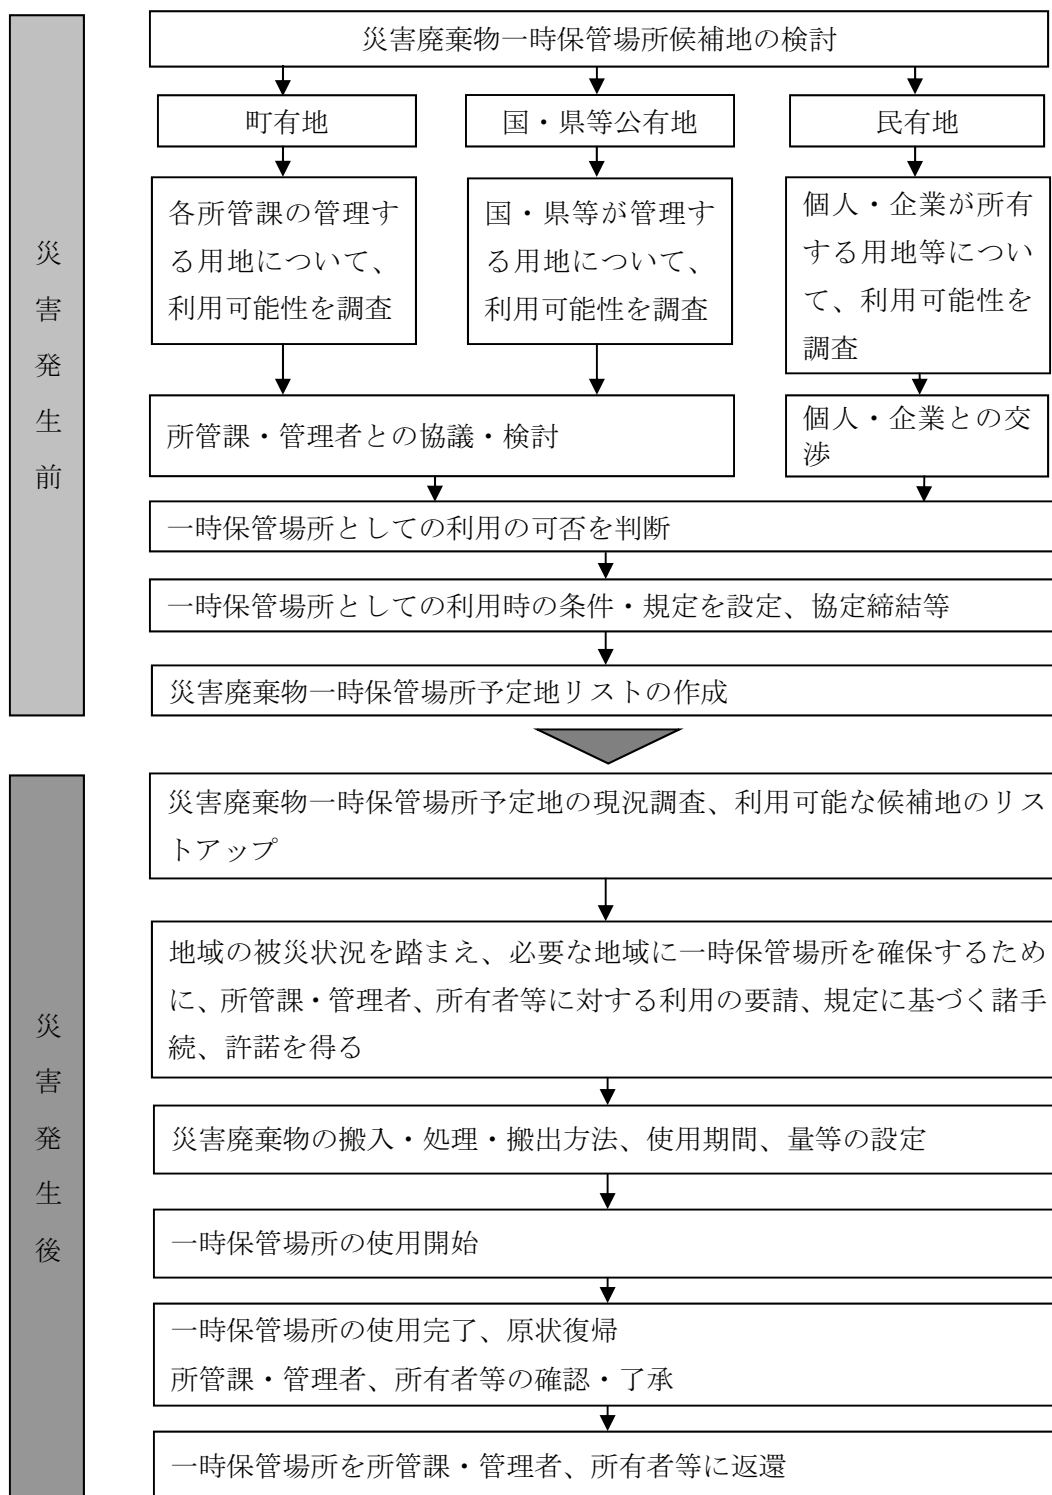 災害発生前
災害廃棄物一時保管場所候補地の検討
町有地
国・県等公有地
民有地
各所管課の管理す
る用地について、
利用可能性を調査
国・県等が管理す
る用地について、
利用可能性を調査
個人・企業が所有
する用地等につい
て、利用可能性を
調査
所管課・管理者との協議・検討
個人・企業との交
渉
一時保管場所としての利用の可否を判断
一時保管場所としての利用時の条件・規定を設定、協定締結等
災害廃棄物一時保管場所予定地リストの作成
災害発生後
災害廃棄物一時保管場所予定地の現況調査、利用可能な候補地のリス
トアップ
地域の被災状況を踏まえ、必要な地域に一時保管場所を確保するため
に、所管課・管理者、所有者等に対する利用の要請、規定に基づく諸手
続、許諾を得る
災害廃棄物の搬入・処理・搬出方法、使用期間、量等の設定
一時保管場所の使用開始
一時保管場所の使用完了、原状復帰
所管課・管理者、所有者等の確認・了承
一時保管場所を所管課・管理者、所有者等に返還